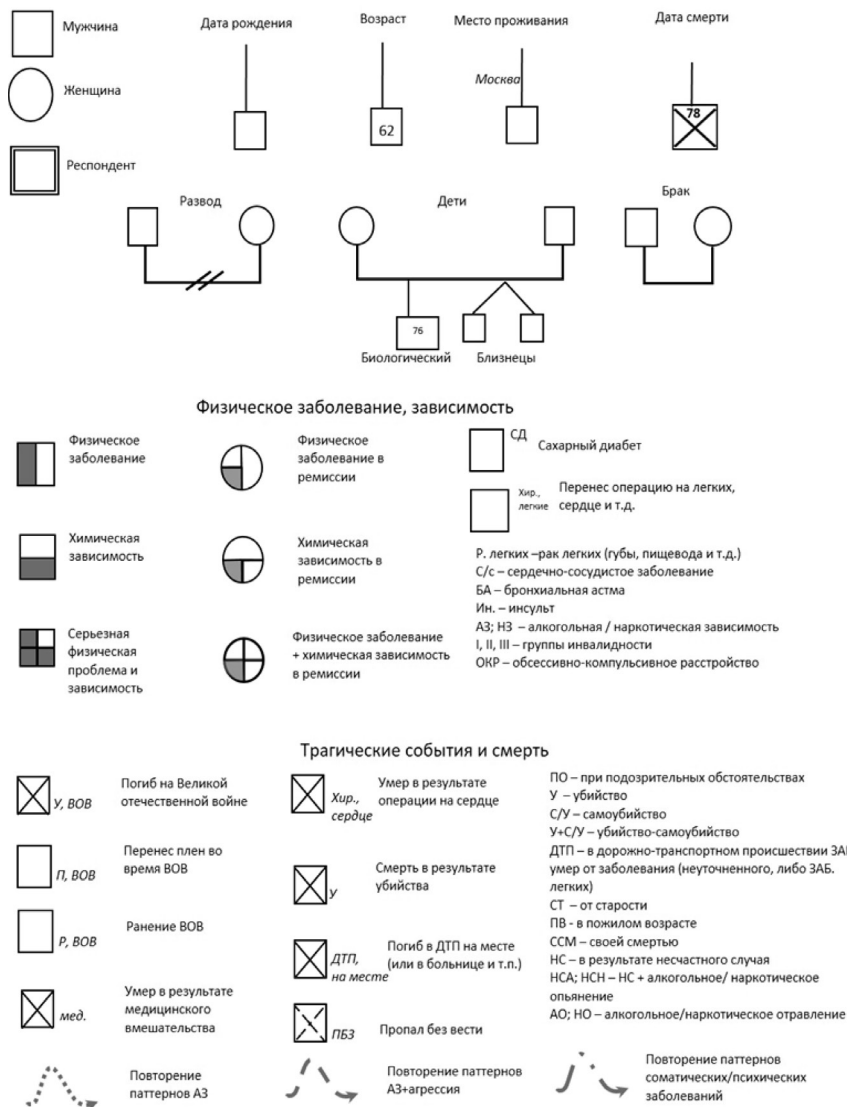 Мужчина
Дата рождения
Возраст
Место проживания
Дата смерти
Женщина
Москва
62
78
Респондент
Развод
Дети
Брак
76
Биологический
Близнецы
Физическое заболевание, зависимость
Физическое
заболевание
Физическое
заболевание в
ремиссии
СД
Сахарный диабет
Хир.,
легкие
Перенес операцию на легких,
сердце и т.д.
Химическая
зависимость
Химическая
зависимость в
ремиссии
Р. легких –рак легких (губы, пищевода и т.д.)
С/с – сердечно-сосудистое заболевание
БА – бронхиальная астма
Ин. – инсульт
АЗ; НЗ – алкогольная / наркотическая зависимость
I, II, III – группы инвалидности
ОКР – обсессивно-компульсивное расстройство
Серьезная
физическая
проблема и
зависимость
Физическое заболевание
+ химическая зависимость
в ремиссии
Трагические события и смерть
У, ВОВ
Погиб на Великой
отечественной войне
Хир.,
сердце
Умер в результате
операции на сердце
П, ВОВ
Перенес плен во
время ВОВ
У
Смерть в результате
убийства
Р, ВОВ
Ранение ВОВ
ДТП,
на месте
Погиб в ДТП на месте
(или в больнице и т.п.)
мед.
Умер в результате
медицинского
вмешательства
ПБЗ
Пропал без вести
ПО – при подозрительных обстоятельствах
У – убийство
С/У – самоубийство
У+С/У – убийство-самоубийство
ДТП – в дорожно-транспортном происшествии ЗАБ
умер от заболевания (неуточненного, либо ЗАБ.
легких)
СТ – от старости
ПВ - в пожилом возрасте
ССМ – своей смертью
НС – в результате несчастного случая
НСА; НСН – НС + алкогольное/ наркотическое
опьянение
АО; НО – алкогольное/наркотическое отравление
Повторение
паттернов АЗ
Повторение паттернов
АЗ+агрессия
Повторение паттернов
соматических/психических
заболеваний